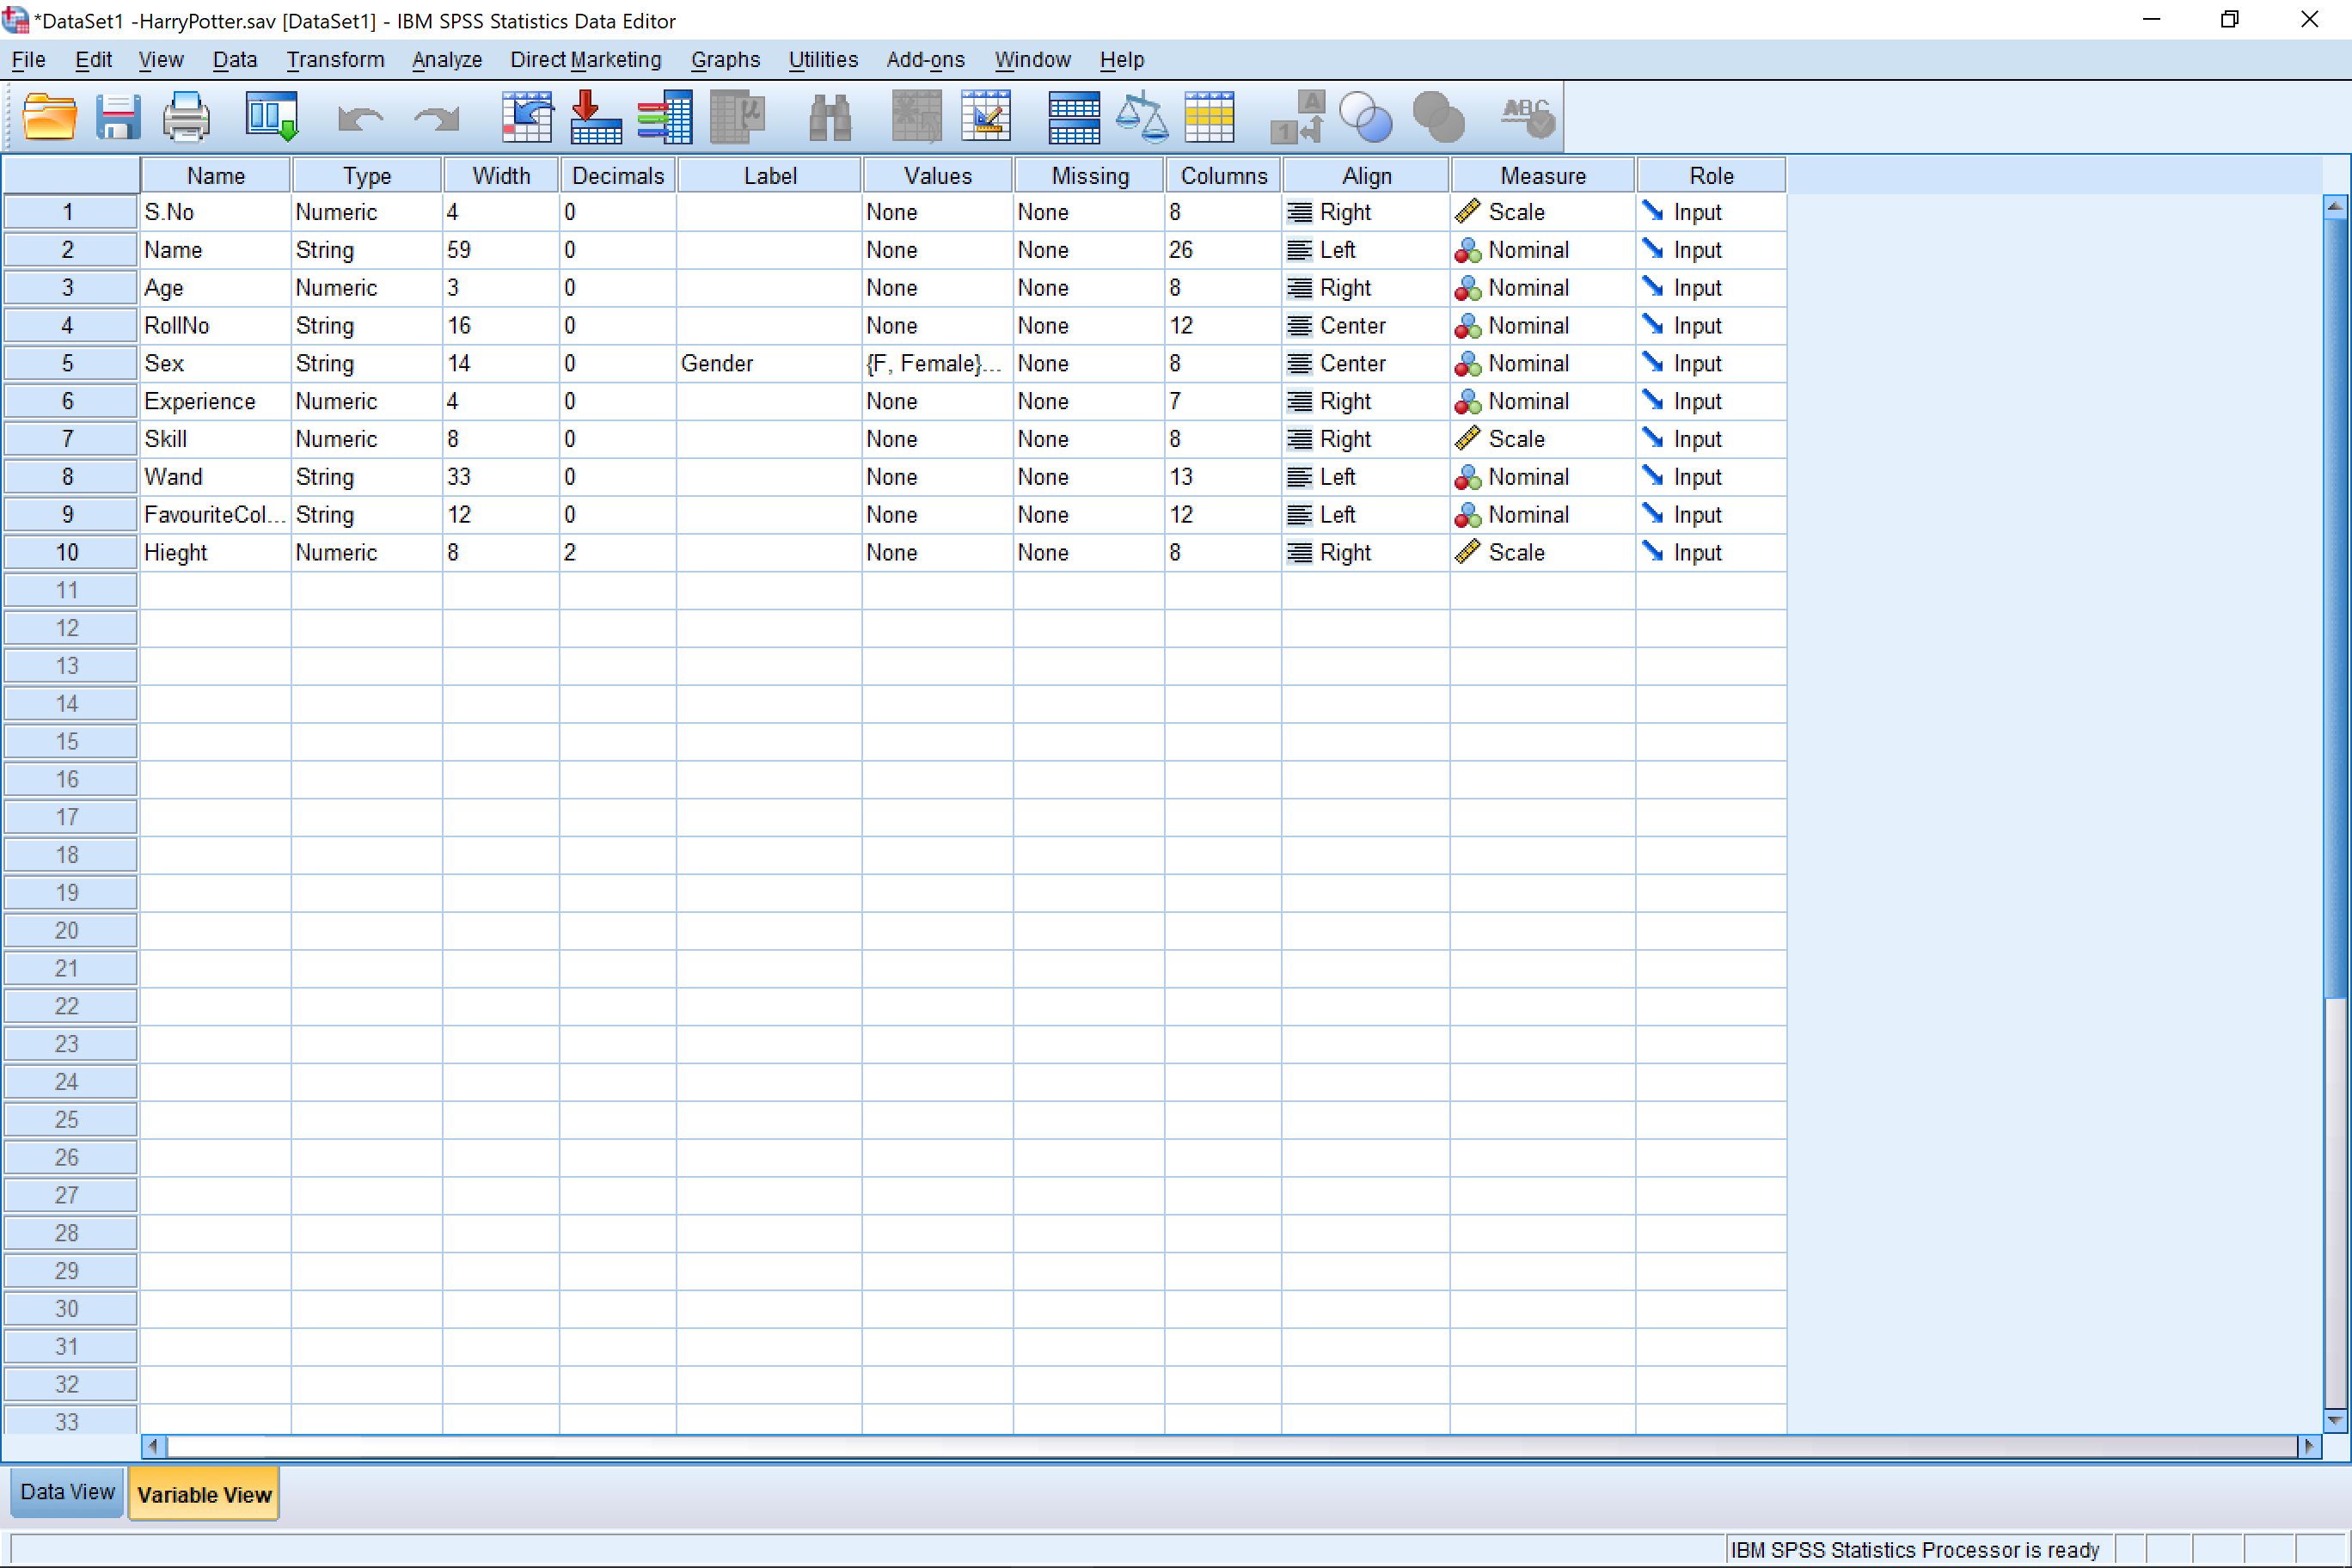 *DataSet1 -HarryPotter.sav [DataSet1] - IBM SPSS Statistics Data Editor
File Edit View Data Transform Analyze Direct Marketing Graphs Utilities Add-ons Window Help
Name Type Width Decimals Label Values Missing Columns Align Measure Role
1 S.No Numeric 4 0 None None 8 Right Scale Input
2 Name String 59 0 None None 26 Left Nominal Input
3 Age Numeric 3 0 None None 8 Right Nominal Input
4 RollNo String 16 0 None None 12 Center Nominal Input
5 Sex String 14 0 Gender {F, Female}... None 8 Center Nominal Input
6 Experience Numeric 4 0 None None 7 Right Nominal Input
7 Skill Numeric 8 0 None None 8 Right Scale Input
8 Wand String 33 0 None None 13 Left Nominal Input
9 FavouriteCol... String 12 0 None None 12 Left Nominal Input
10 Hieght Numeric 8 2 None None 8 Right Scale Input
11
12
13
14
15
16
17
18
19
20
21
22
23
24
25
26
27
28
29
30
31
32
33
Data View Variable View
IBM SPSS Statistics Processor is ready